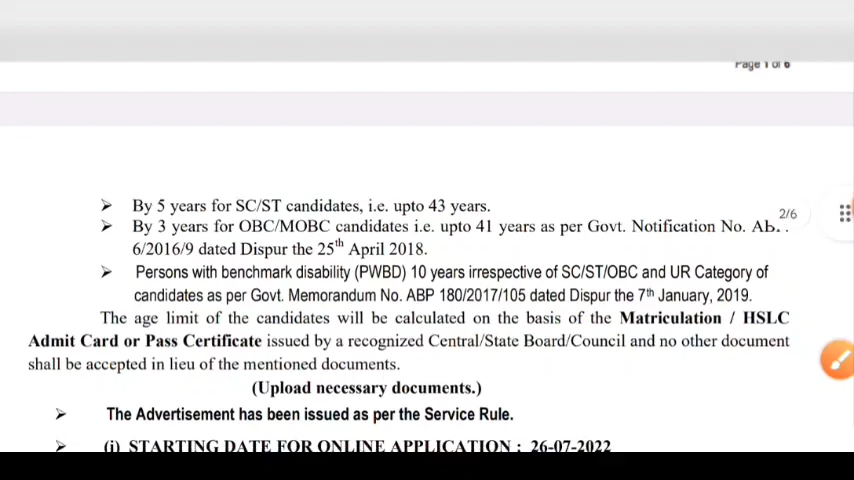 Page 1 of 6
➢ By 5 years for SC/ST candidates, i.e. upto 43 years.
2/6
➢ By 3 years for OBC/MOBC candidates i.e. upto 41 years as per Govt. Notification No.
6/2016/9 dated Dispur the 25th April 2018.
➢ Persons with benchmark disability (PWBD) 10 years irrespective of SC/ST/OBC and UR Category of
candidates as per Govt. Memorandum No. ABP 180/2017/105 dated Dispur the 7th January, 2019.
The age limit of the candidates will be calculated on the basis of the Matriculation / HSLC
Admit Card or Pass Certificate issued by a recognized Central/State Board/Council and no other document
shall be accepted in lieu of the mentioned documents.
(Upload necessary documents.)
➢ The Advertisement has been issued as per the Service Rule.
➢ (i) STARTING DATE FOR ONLINE APPLICATION : 26-07-2022